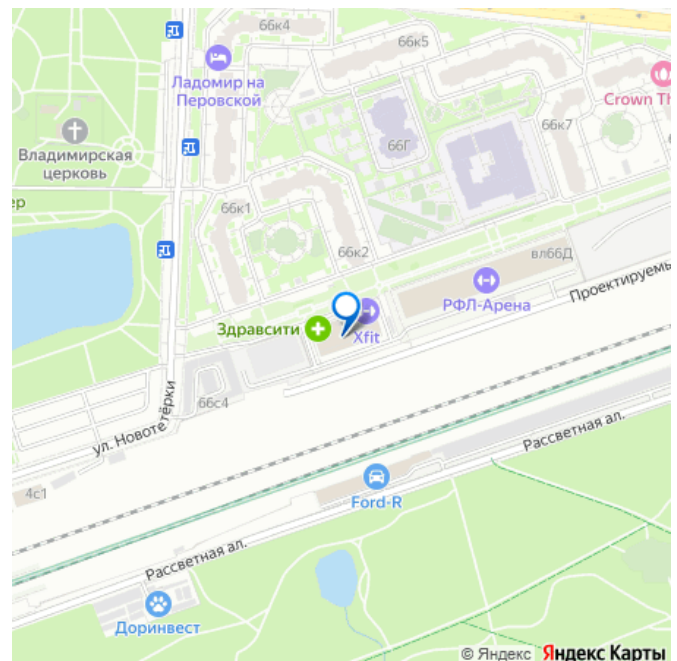 66к4
66к5
Ладомир на
Перовской
Crown Th
66к7
66Г
Владимирская
церковь
ер
66к1
66к2
вл66Д
РФЛ-Арена
Проектируемы
Здравсити
Xfit
66с4
ул. Новотетёрки
4с1
Рассветная ал.
Ford-R
Рассветная ал.
Доринвест
© Яндекс Яндекс Карты